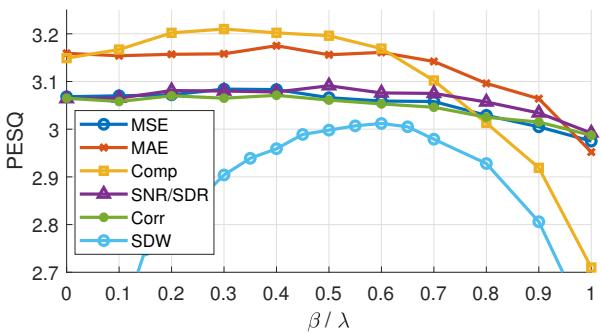 3.2
3.1
3
2.9
2.8
2.7
PESQ
MSE
MAE
Comp
SNR/SDR
Corr
SDW
0 0.1 0.2 0.3 0.4 0.5 0.6 0.7 0.8 0.9 1
β / λ